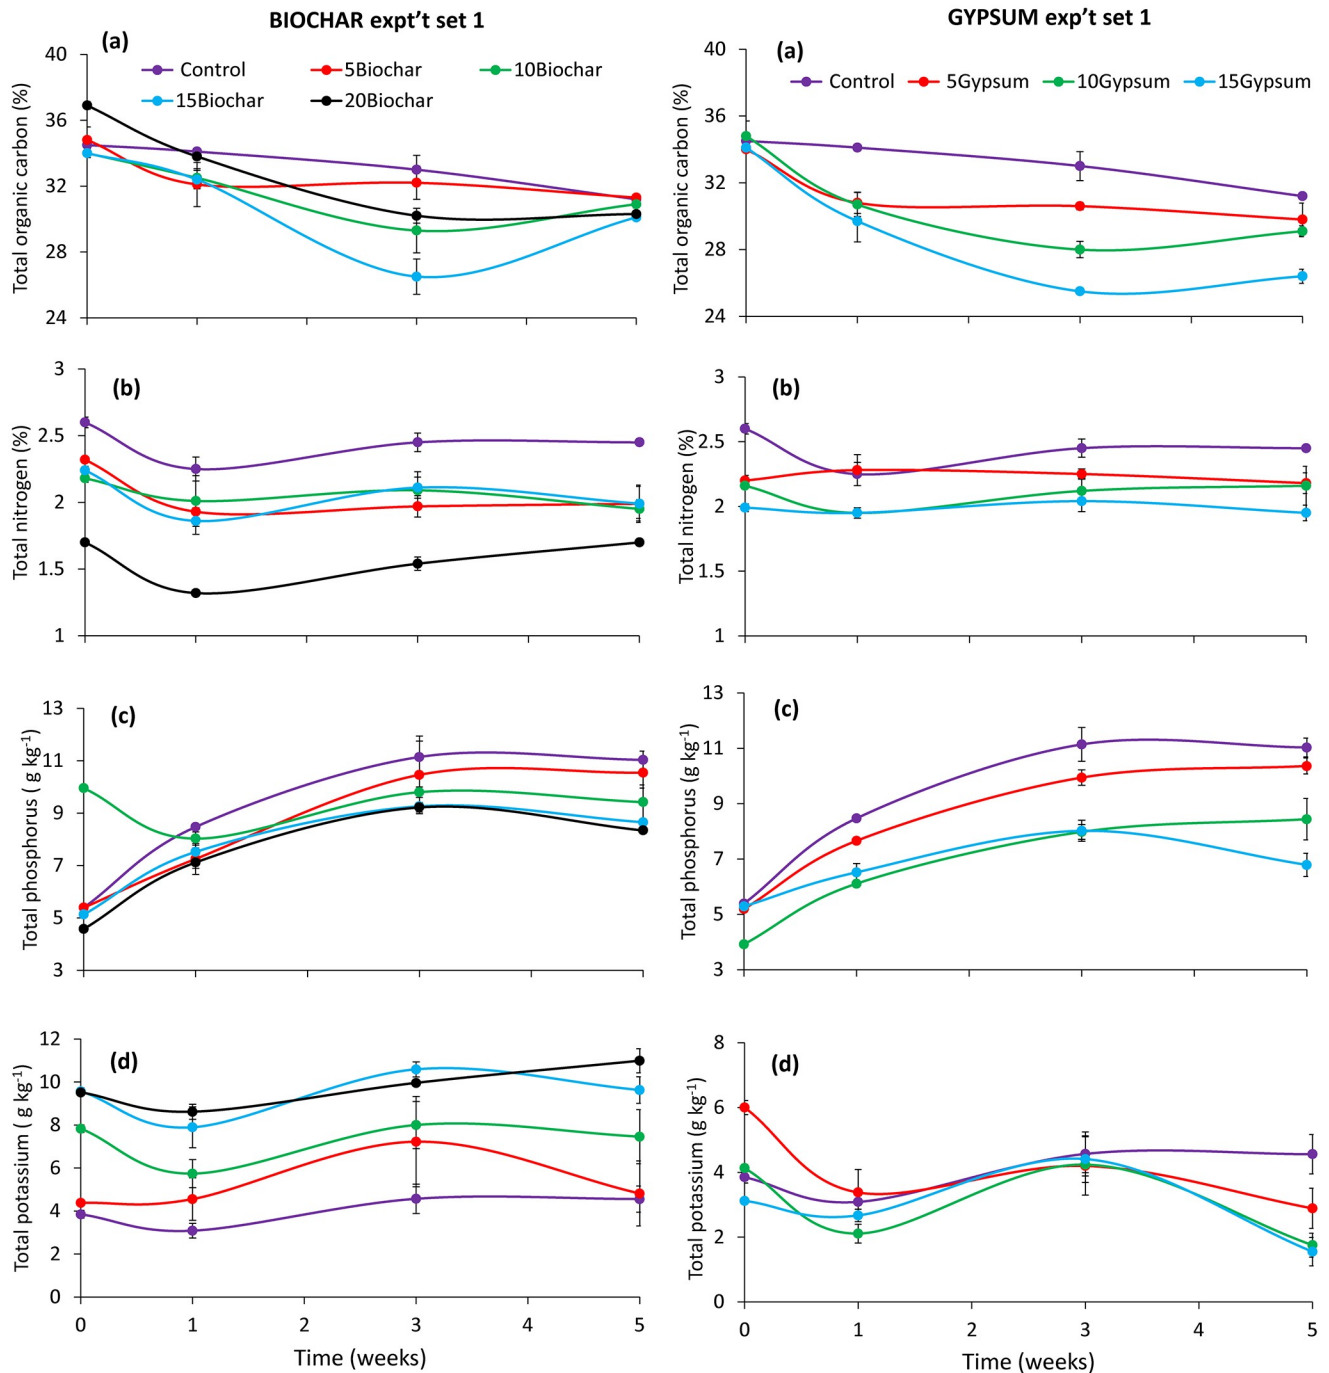 BIOCHAR expt't set 1
(a)
Control
5Biochar
10Biochar
15Biochar
20Biochar
Total organic carbon (%)
40
36
32
28
24
GYPSUM exp't set 1
(a)
Control
5Gypsum
10Gypsum
15Gypsum
Total organic carbon (%)
40
36
32
28
24
(b)
Total nitrogen (%)
3
2.5
2
1.5
1
(b)
Total nitrogen (%)
3
2.5
2
1.5
1
(c)
Total phosphorus ( g kg-1)
13
11
9
7
5
3
(c)
Total phosphorus (g kg-1)
13
11
9
7
5
3
(d)
Total potassium ( g kg-1)
12
10
8
6
4
2
0
0 1 2 3 4 5
Time (weeks)
(d)
Total potassium (g kg-1)
8
6
4
2
0
0 1 2 3 4 5
Time (weeks)